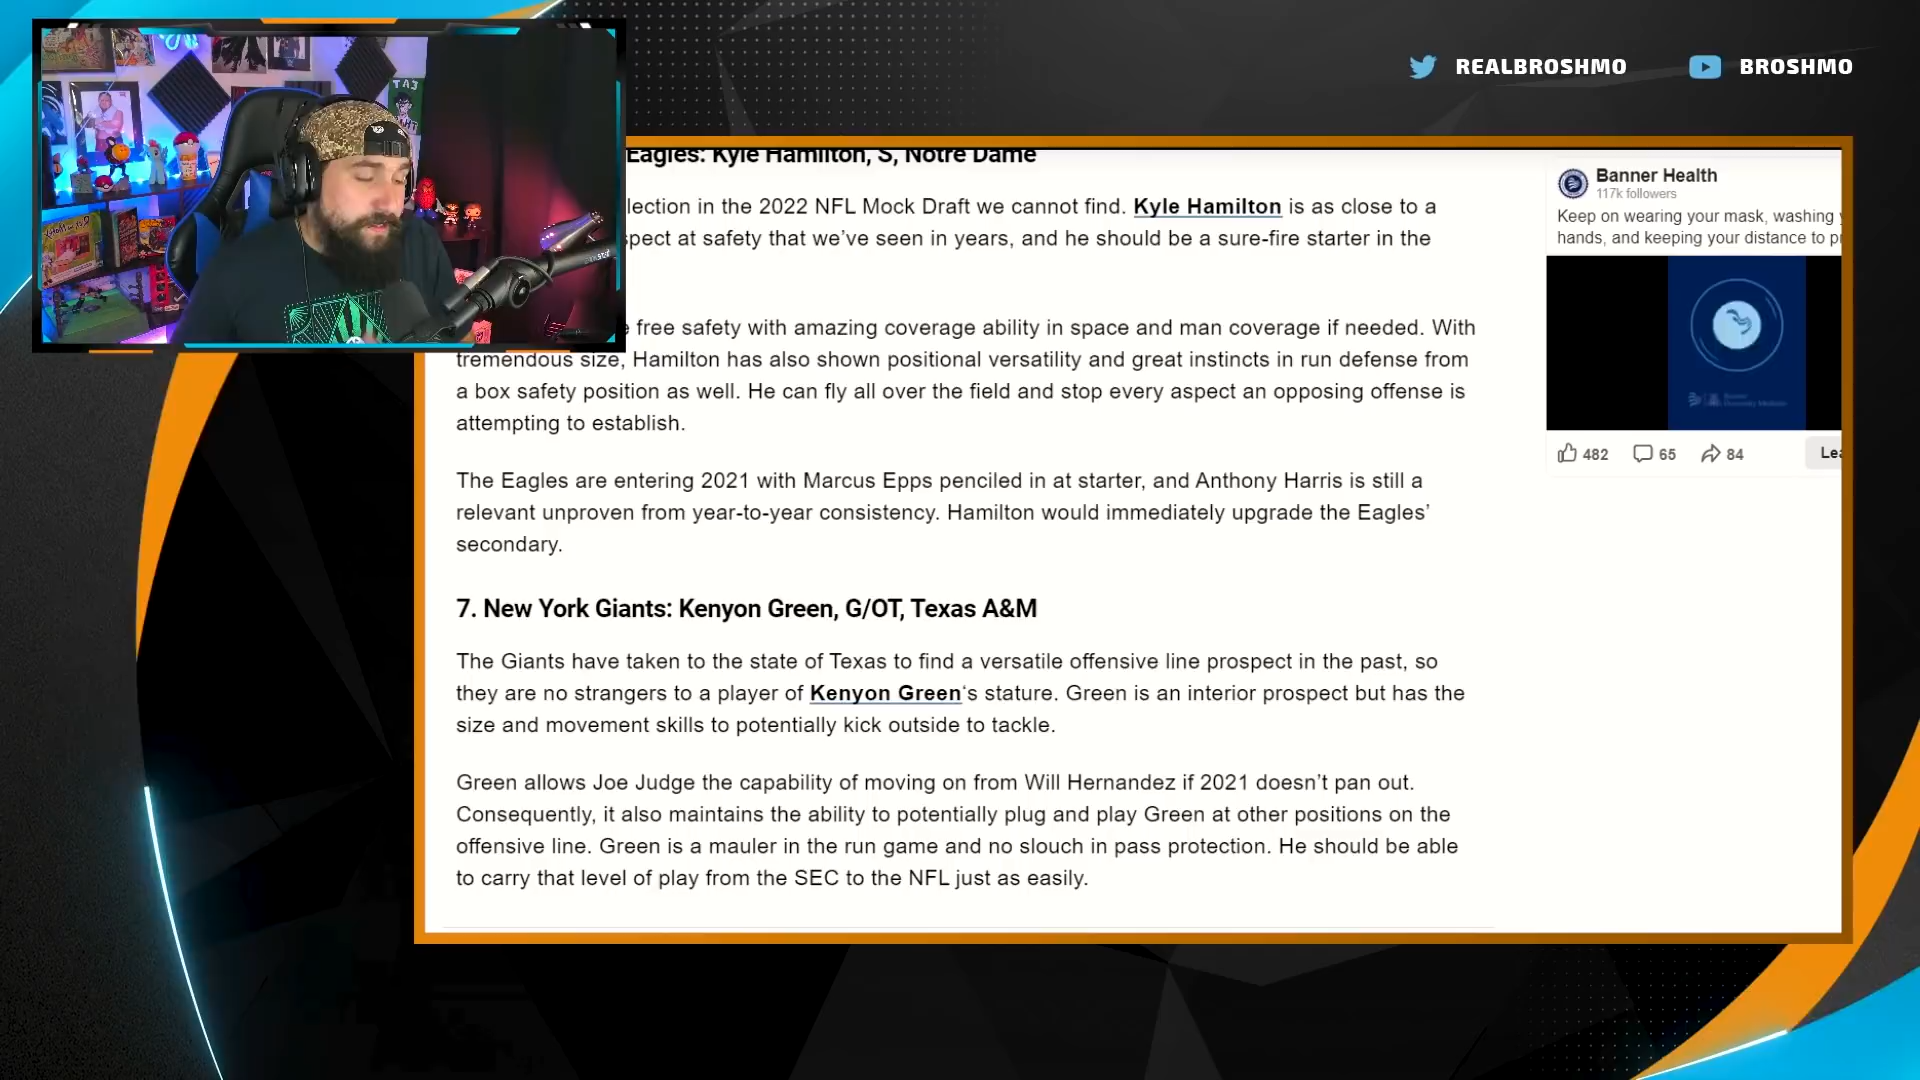 REALBROSHMO
BROSHMO
TAJ
Eagles: Kyle Hamilton, S, Notre Dame
lection in the 2022 NFL Mock Draft we cannot find. Kyle Hamilton is as close to a
spect at safety that we’ve seen in years, and he should be a sure-fire starter in the
e free safety with amazing coverage ability in space and man coverage if needed. With
tremendous size, Hamilton has also shown positional versatility and great instincts in run defense from
a box safety position as well. He can fly all over the field and stop every aspect an opposing offense is
attempting to establish.
The Eagles are entering 2021 with Marcus Epps penciled in at starter, and Anthony Harris is still a
relevant unproven from year-to-year consistency. Hamilton would immediately upgrade the Eagles’
secondary.
7. New York Giants: Kenyon Green, G/OT, Texas A&M
The Giants have taken to the state of Texas to find a versatile offensive line prospect in the past, so
they are no strangers to a player of Kenyon Green‘s stature. Green is an interior prospect but has the
size and movement skills to potentially kick outside to tackle.
Green allows Joe Judge the capability of moving on from Will Hernandez if 2021 doesn’t pan out.
Consequently, it also maintains the ability to potentially plug and play Green at other positions on the
offensive line. Green is a mauler in the run game and no slouch in pass protection. He should be able
to carry that level of play from the SEC to the NFL just as easily.
Banner Health
117k followers
Keep on wearing your mask, washing y
hands, and keeping your distance to pr
482 65 84 Lea